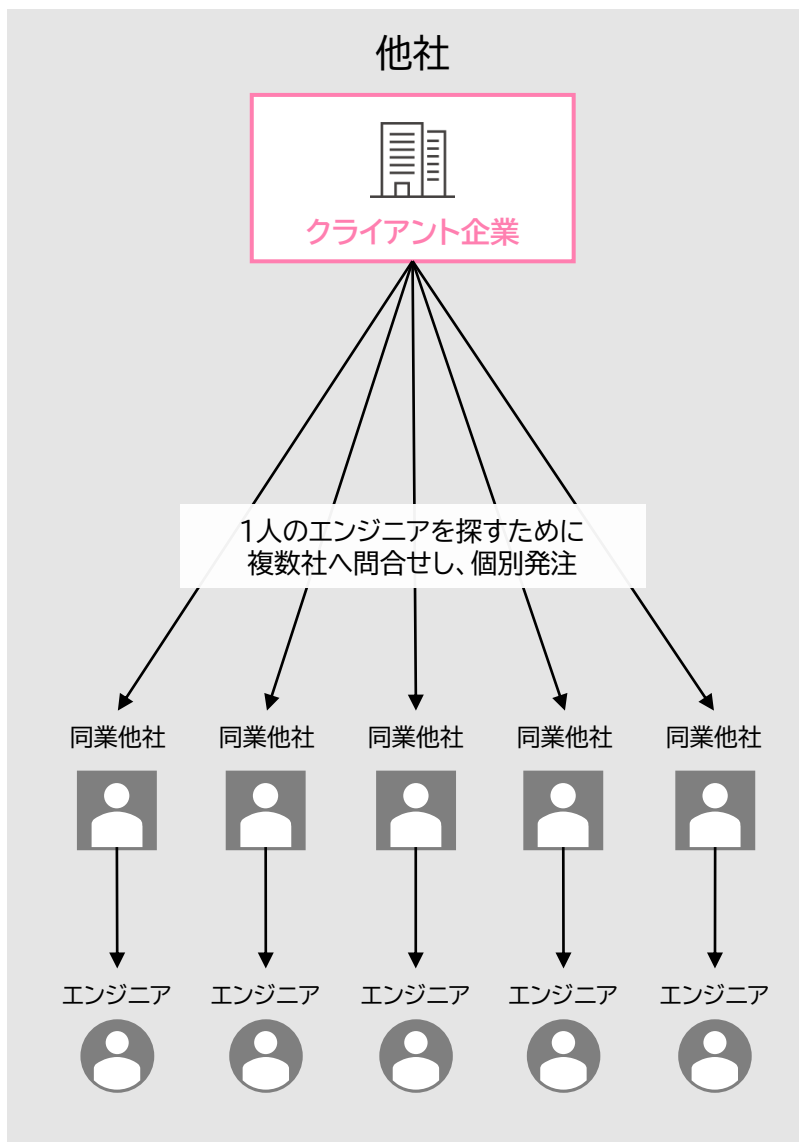 他社
クライアント企業
1人のエンジニアを探すために
複数社へ問合せし、個別発注
同業他社 同業他社 同業他社 同業他社 同業他社
エンジニア エンジニア エンジニア エンジニア エンジニア